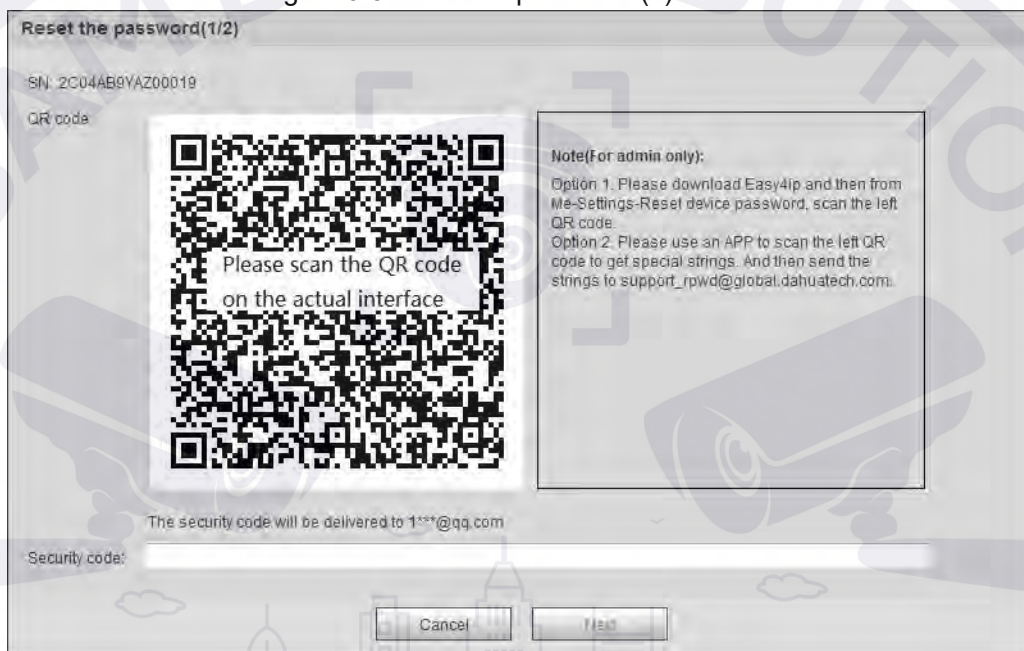 Reset the password(1/2)
SN: 2C04AB9YAZ00019
QR code
Please scan the QR code
on the actual interface
Note(For admin only):
Option 1. Please download Easy4ip and then from
Me-Settings-Reset device password, scan the left
QR code.
Option 2. Please use an APP to scan the left QR
code to get special strings. And then send the
strings to support_rpwd@global.dahuatech.com.
The security code will be delivered to 1***@qq.com
Security code:
Cancel
Next